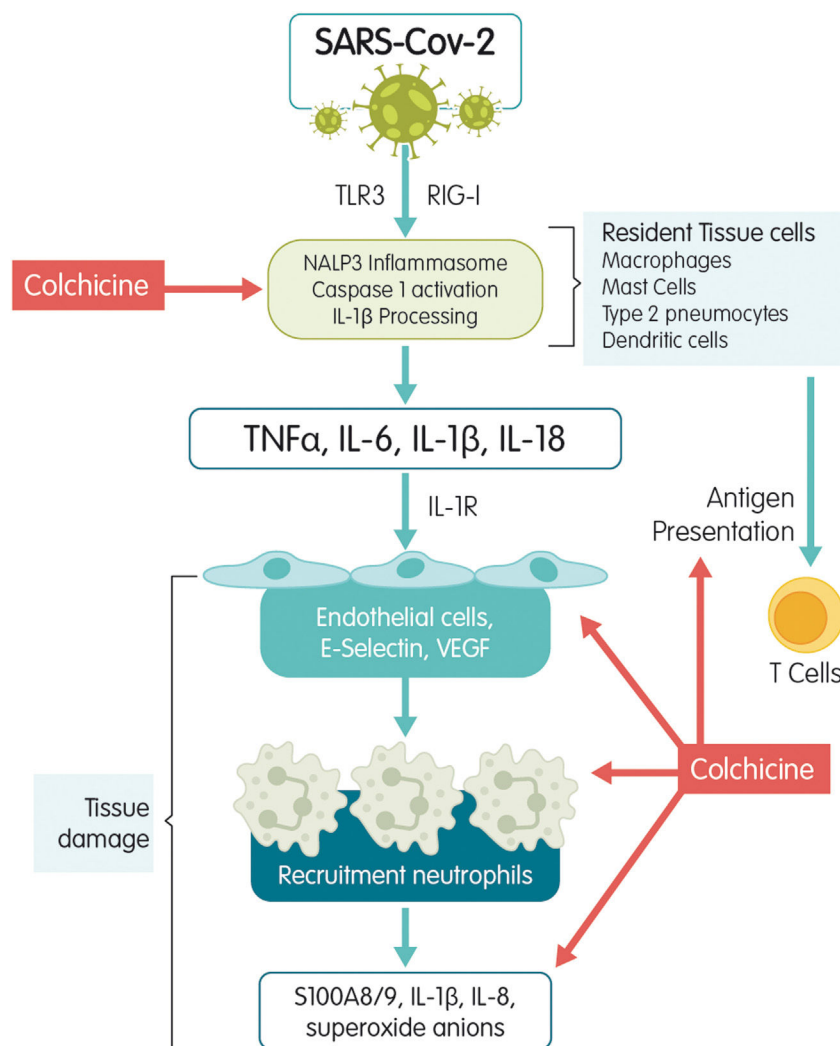 SARS-Cov-2
TLR3
RIG-I
Colchicine
NALP3 Inflammasome
Caspase 1 activation
IL-1β Processing
Resident Tissue cells
Macrophages
Mast Cells
Type 2 pneumocytes
Dendritic cells
TNFα, IL-6, IL-1β, IL-18
IL-1R
Antigen
Presentation
Endothelial cells,
E-Selectin, VEGF
T Cells
Colchicine
Tissue
damage
Recruitment neutrophils
S100A8/9, IL-1β, IL-8,
superoxide anions